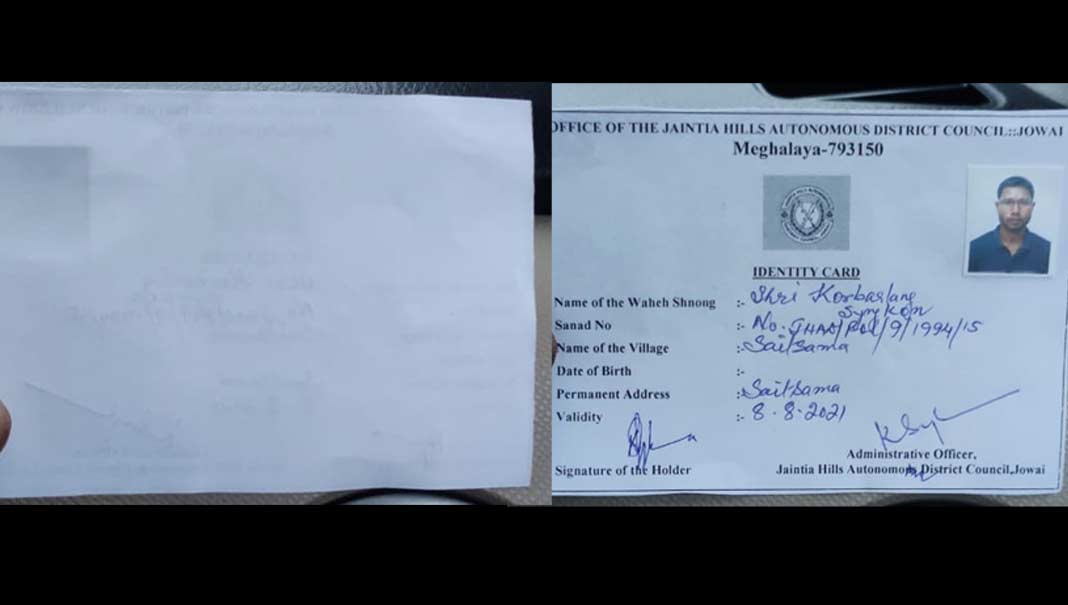 OFFICE OF THE JAINTIA HILLS AUTONOMOUS DISTRICT COUNCIL::JOWAI
Meghalaya-793150
IDENTITY CARD
Name of the Waheh Shnong :- Shri Korbaslang
Synkon
Sanad No :- No. JHAD/Pol/9/1994/15
Name of the Village :- Saitsama
Date of Birth :-
Permanent Address :- Saitsama
Validity :- 8.8.2021
Administrative Officer,
Signature of the Holder Jaintia Hills Autonomous District Council,Jowai